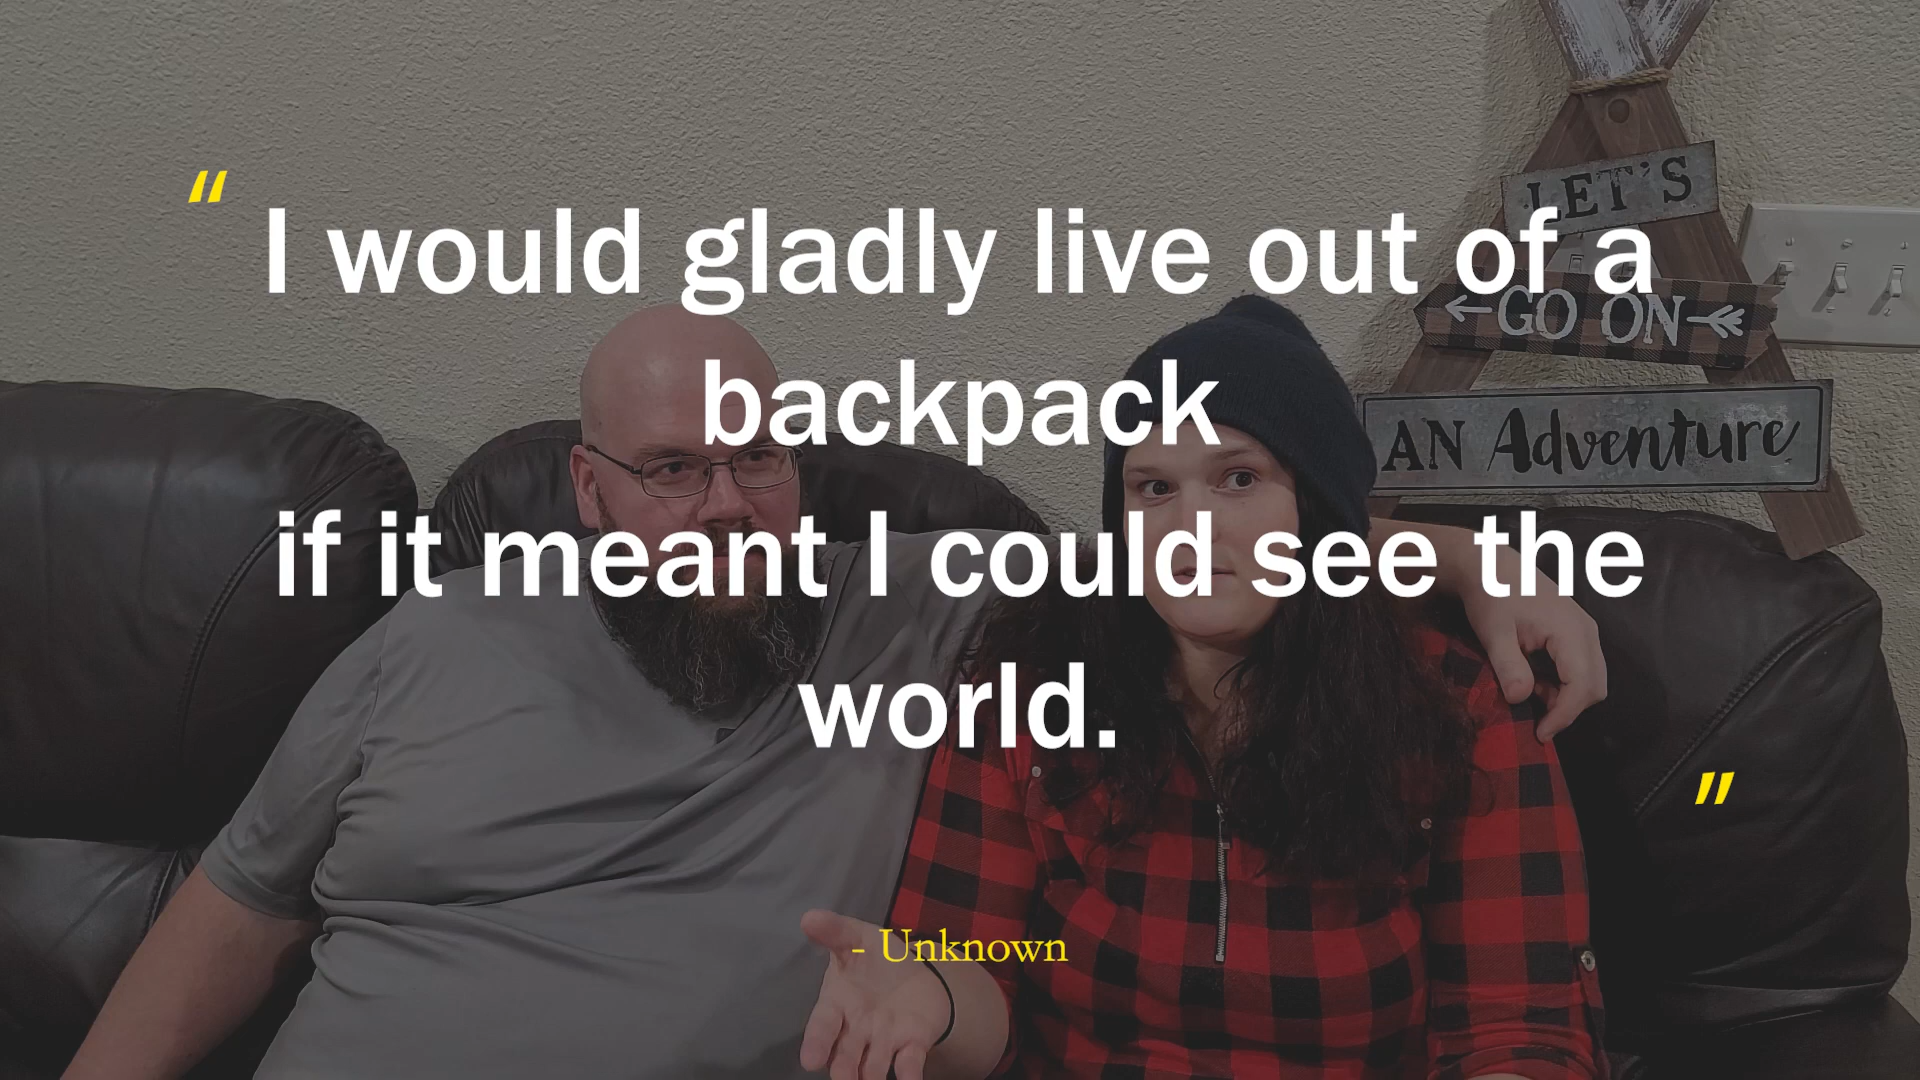 “ I would gladly live out of a
backpack
if it meant I could see the
world. ”
- Unknown
LET'S
GO ON
AN Adventure